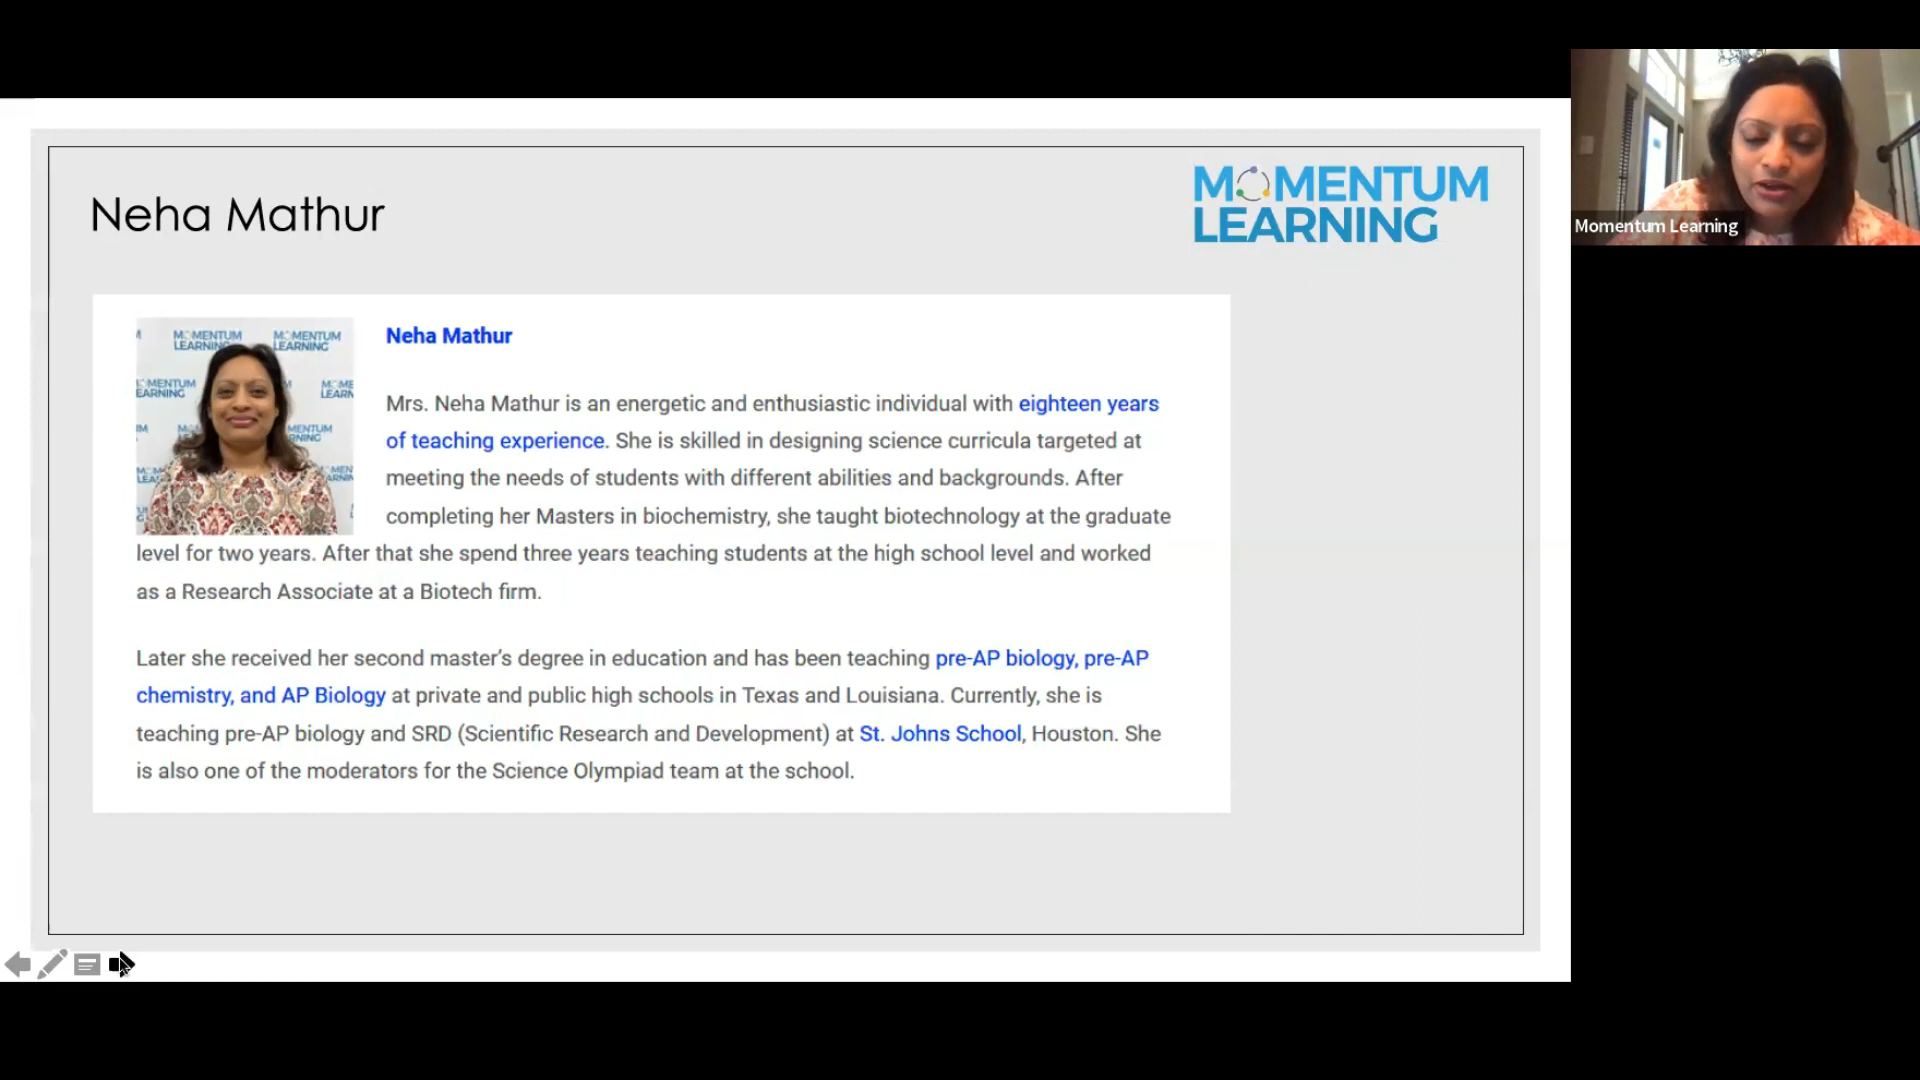 Neha Mathur
MOMENTUM
LEARNING
Momentum Learning
MOMENTUM MOMENTUM
LEARNING LEARNING
Neha Mathur
Mrs. Neha Mathur is an energetic and enthusiastic individual with eighteen years
of teaching experience. She is skilled in designing science curricula targeted at
meeting the needs of students with different abilities and backgrounds. After
completing her Masters in biochemistry, she taught biotechnology at the graduate
level for two years. After that she spend three years teaching students at the high school level and worked
as a Research Associate at a Biotech firm.
Later she received her second master's degree in education and has been teaching pre-AP biology, pre-AP
chemistry, and AP Biology at private and public high schools in Texas and Louisiana. Currently, she is
teaching pre-AP biology and SRD (Scientific Research and Development) at St. Johns School, Houston. She
is also one of the moderators for the Science Olympiad team at the school.